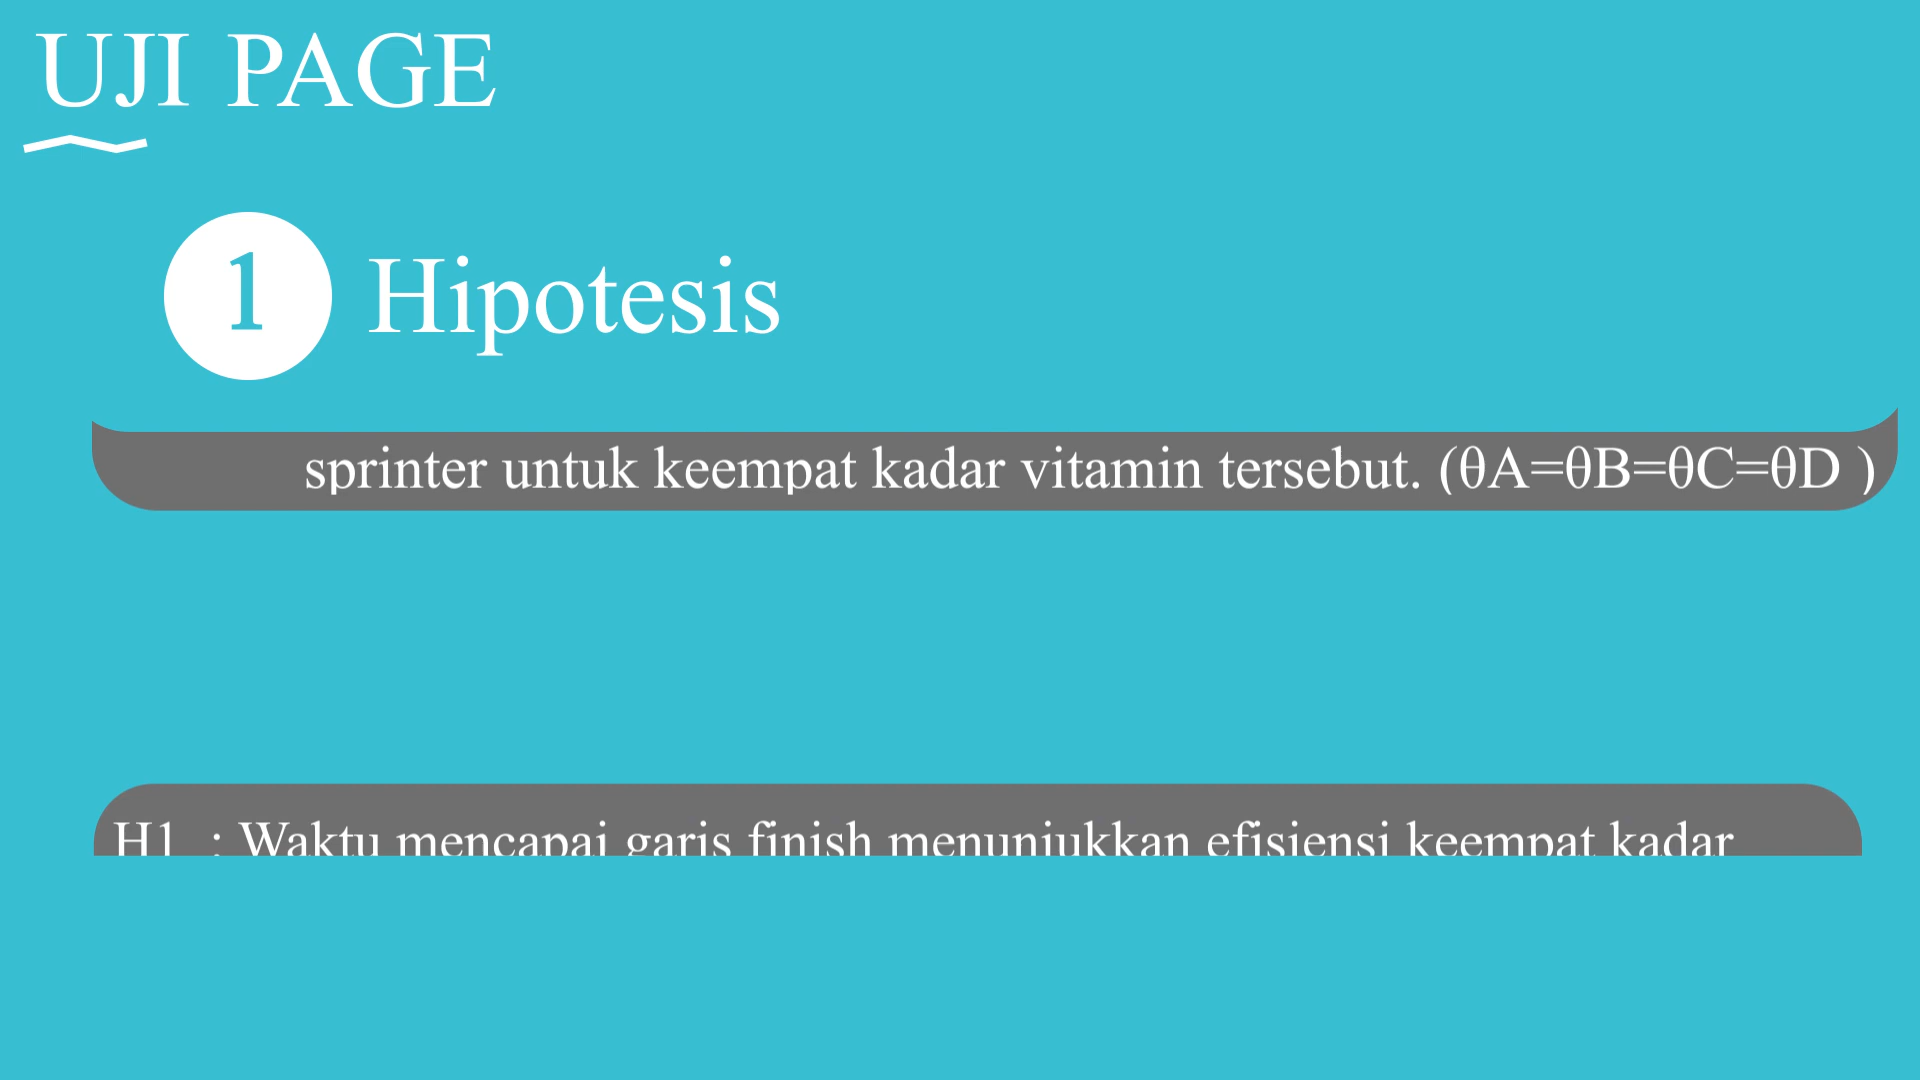 UJI PAGE
1
Hipotesis
sprinter untuk keempat kadar vitamin tersebut. (θA=θB=θC=θD )
H1 : Waktu mencapai garis finish menunjukkan efisiensi keempat kadar